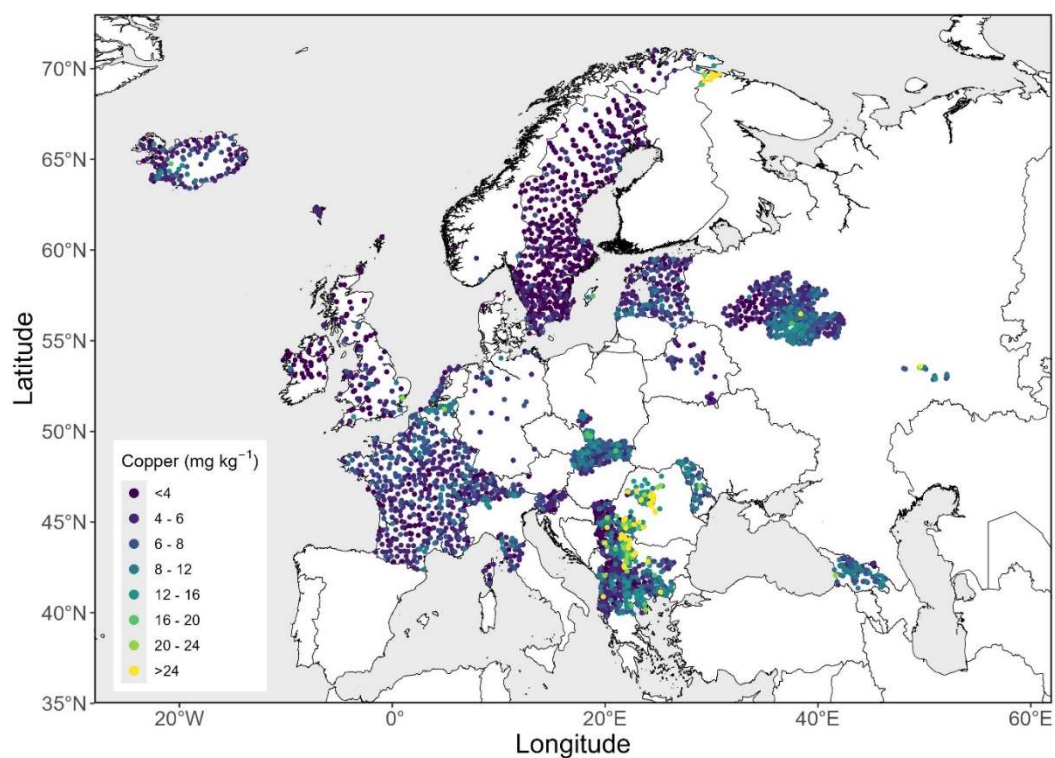 70°N
65°N
60°N
55°N
50°N
45°N
40°N
35°N
Latitude
Copper (mg kg⁻¹)
<4
4 - 6
6 - 8
8 - 12
12 - 16
16 - 20
20 - 24
>24
20°W
0°
20°E
40°E
60°E
Longitude